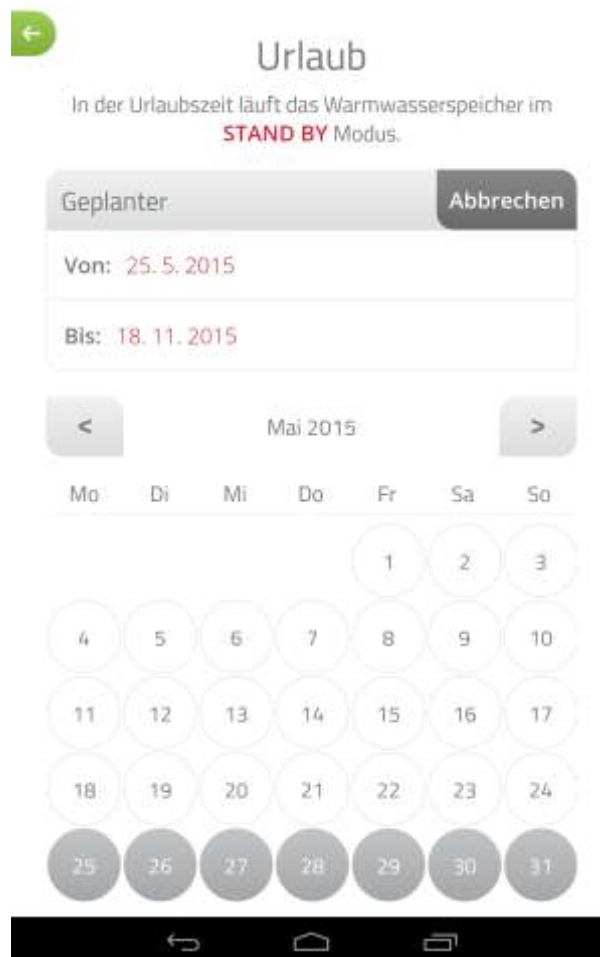 Urlaub
In der Urlaubszeit läuft das Warmwasserspeicher im
STAND BY Modus.
Geplanter Abbrechen
Von: 25. 5. 2015
Bis: 18. 11. 2015
< Mai 2015 >
Mo Di Mi Do Fr Sa So
1 2 3
4 5 6 7 8 9 10
11 12 13 14 15 16 17
18 19 20 21 22 23 24
25 26 27 28 29 30 31